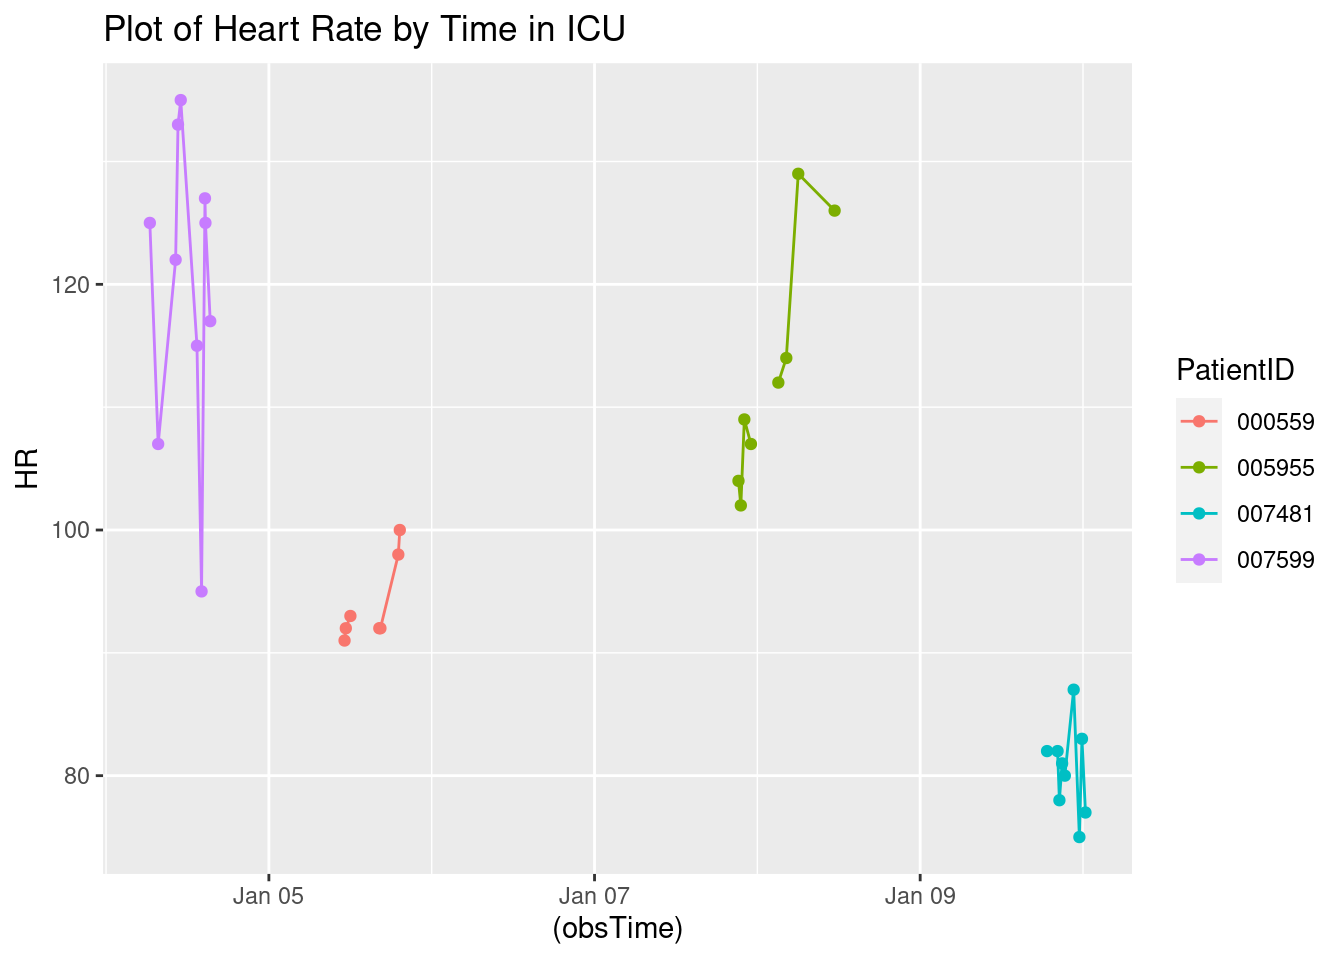 Plot of Heart Rate by Time in ICU
120
100
80
HR
Jan 05
Jan 07
Jan 09
(obsTime)
PatientID
000559
005955
007481
007599